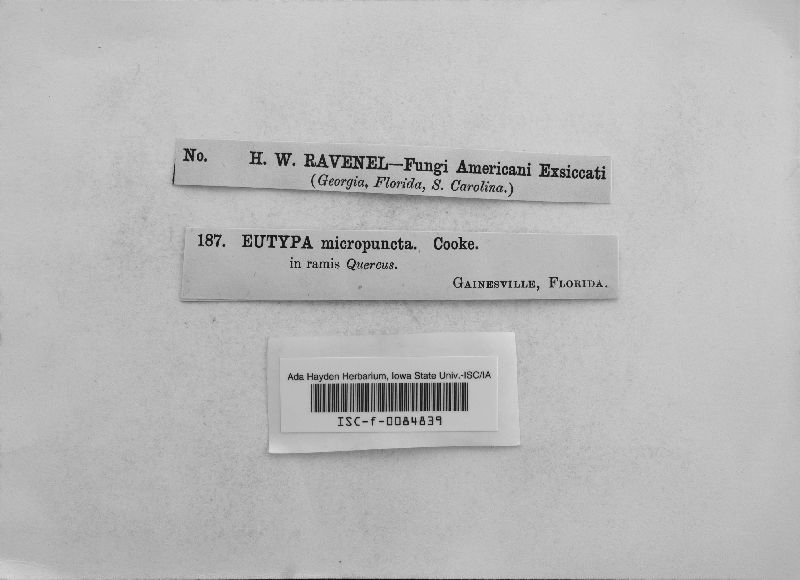 No. H. W. RAVENEL—Fungi Americani Exsiccati
(Georgia, Florida, S. Carolina.)
187. EUTYPA micropuncta. Cooke.
in ramis Quercus.
GAINESVILLE, FLORIDA.
Ada Hayden Herbarium, Iowa State Univ.-ISC/IA
ISC-f-0084839